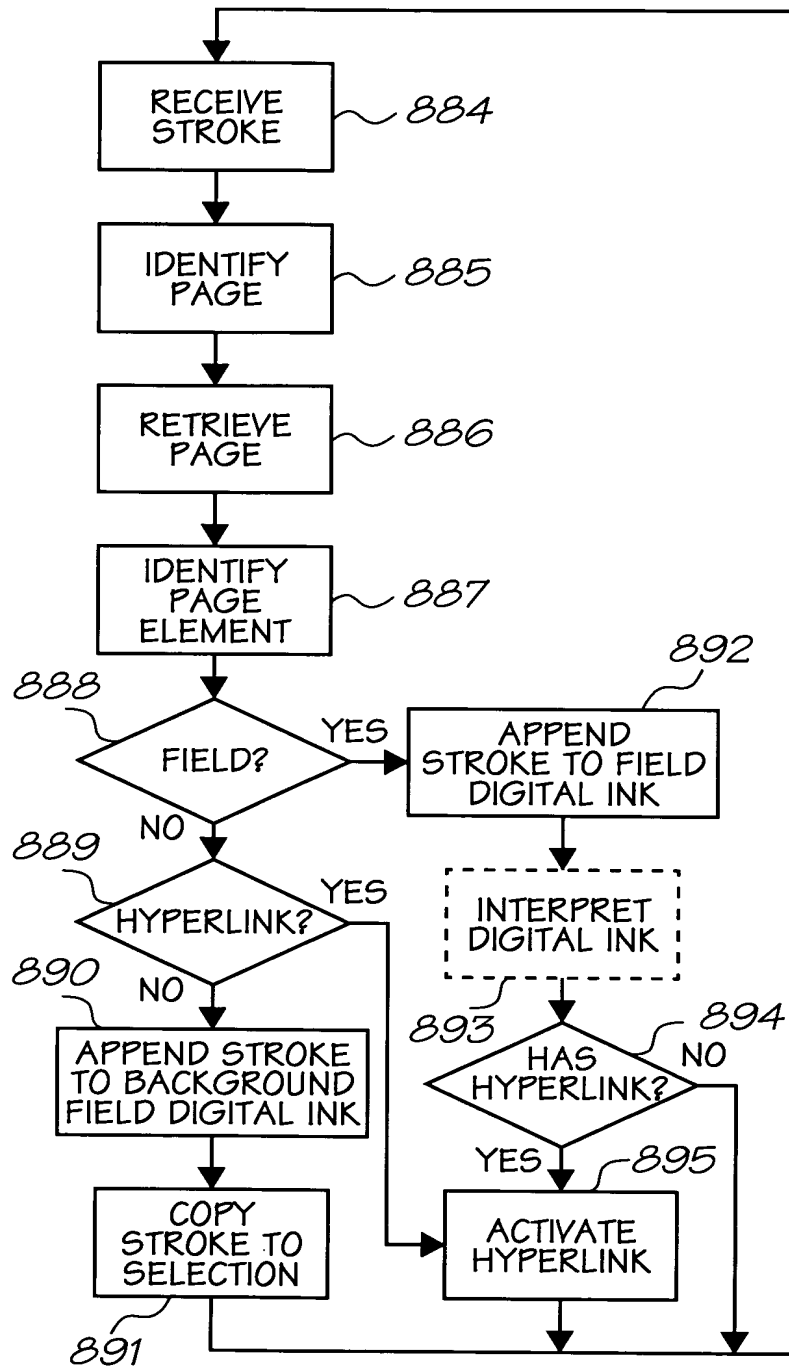 RECEIVE
STROKE
884
IDENTIFY
PAGE
885
RETRIEVE
PAGE
886
IDENTIFY
PAGE
ELEMENT
887
888
FIELD?
YES
NO
892
APPEND
STROKE TO FIELD
DIGITAL INK
889
HYPERLINK?
YES
NO
INTERPRET
DIGITAL INK
893
890
APPEND STROKE
TO BACKGROUND
FIELD DIGITAL INK
894
HAS
HYPERLINK?
NO
YES
COPY
STROKE TO
SELECTION
891
895
ACTIVATE
HYPERLINK